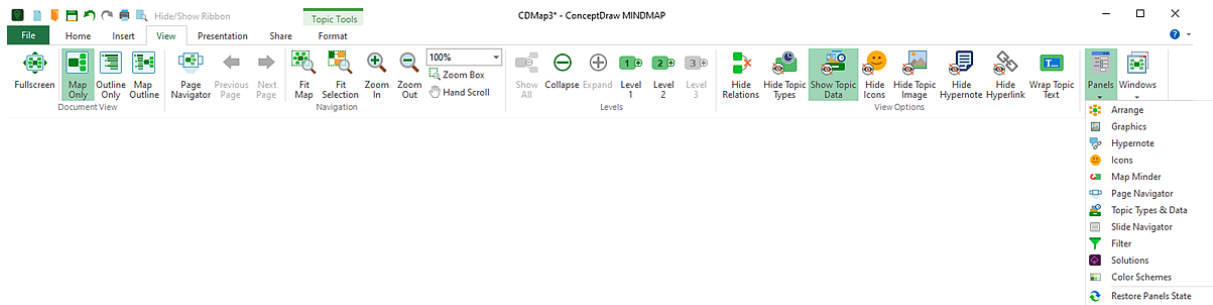 Hide/Show Ribbon
Topic Tools
CDMap3* - ConceptDraw MINDMAP
File Home Insert View Presentation Share Format
Fullscreen
Map Only
Outline Only
Map Outline
Document View
Page Navigator
Previous Page
Next Page
Fit Map
Fit Selection
Zoom In
Zoom Out
100%
Zoom Box
Hand Scroll
Navigation
Show All
Collapse
Expand
1
Level 1
2
Level 2
3
Level 3
Levels
Hide Relations
Hide Topic Types
Show Topic Data
Hide Icons
Hide Topic Image
Hide Hypernote
Hide Hyperlink
Wrap Topic Text
View Options
Panels
Windows
Arrange
Graphics
Hypernote
Icons
Map Minder
Page Navigator
Topic Types & Data
Slide Navigator
Filter
Solutions
Color Schemes
Restore Panels State